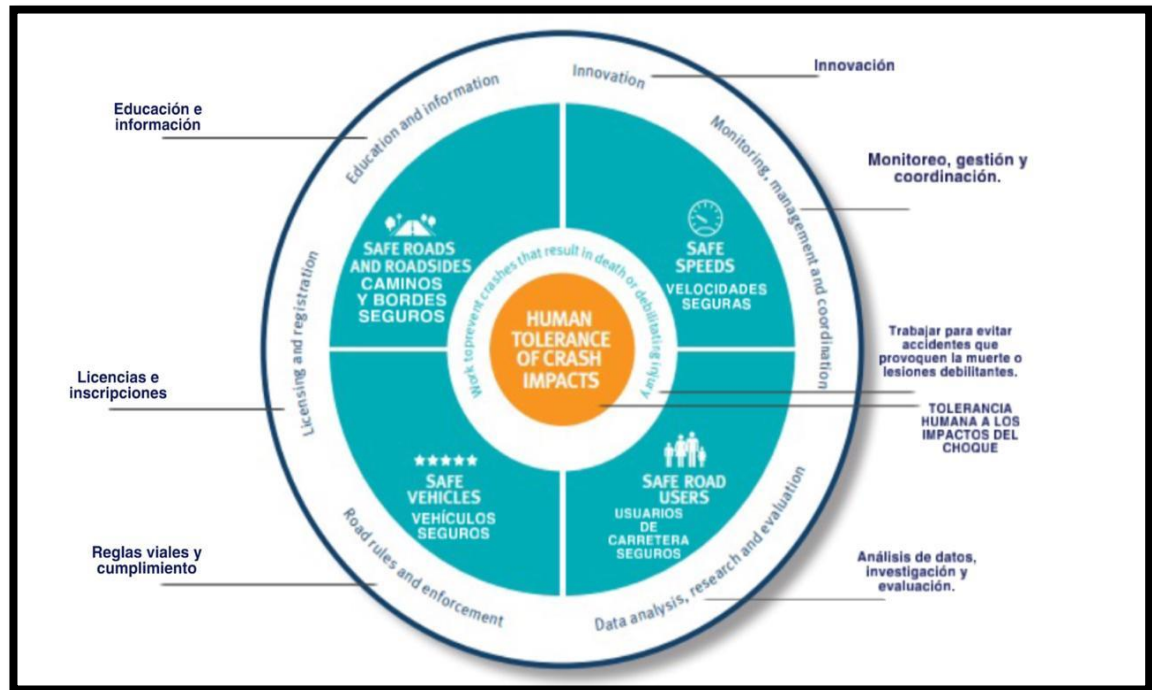 Innovation
Innovación
Educación e
información
Education and information
Monitoring, management and coordination
Monitoreo, gestión y
coordinación.
SAFE ROADS
AND ROADSIDES
CAMINOS
Y BORDES
SEGUROS
SAFE
SPEEDS
VELOCIDADES
SEGURAS
Work toprevent crashes that result in death or debilitating injury
HUMAN
TOLERANCE
OF CRASH
IMPACTS
Trabajar para evitar
accidentes que
provoquen la muerte o
lesiones debilitantes.
TOLERANCIA
HUMANA A LOS
IMPACTOS DEL
CHOQUE
Licencias e
inscripciones
Licensing and registration
SAFE
VEHICLES
VEHÍCULOS
SEGUROS
SAFE ROAD
USERS
USUARIOS
DE
CARRETERA
SEGUROS
Reglas viales y
cumplimiento
Road rules and enforcement
Data analysis, research and evaluation
Análisis de datos,
investigación y
evaluación.